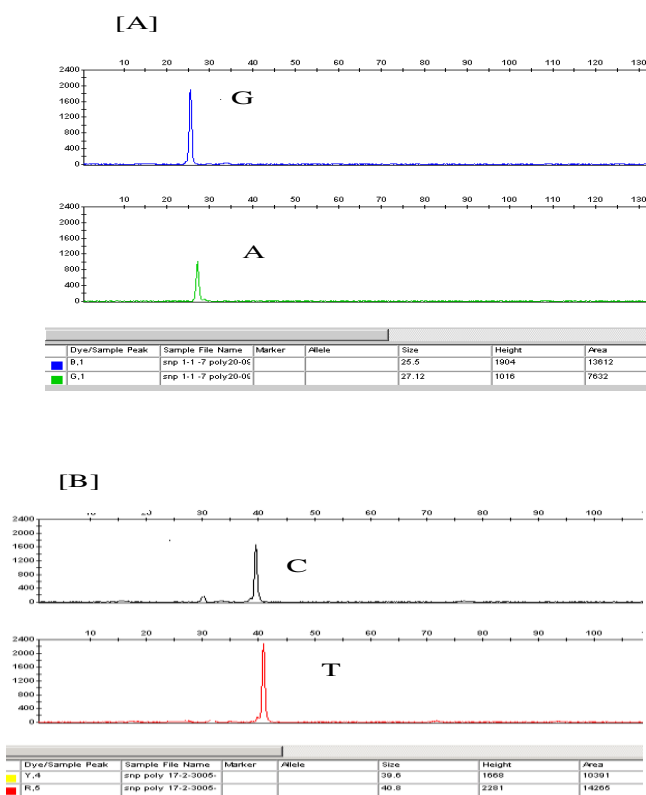 [A]
10 20 30 40 50 60 70 80 90 100 110 120 130
2400
1600
1200
800
400
0
G
10 20 30 40 50 60 70 80 90 100 110 120 130
2400
1600
1200
800
400
0
A
Dye/Sample Peak Sample File Name Marker Allele Size Height Area
B,1 snp 1-1 -7 poly20-09 25.5 1904 13612
G,1 snp 1-1 -7 poly20-09 27.12 1016 7632
[B]
10 30 40 50 60 70 80 90 100
2400
2000
1600
1200
800
400
0
C
10 20 30 40 50 60 70 80 90 100
2400
2000
1600
1200
800
400
0
T
Dye/Sample Peak Sample File Name Marker Allele Size Height Area
Y,4 snp poly 17-2-3005- 39.6 1668 10391
R,5 snp poly 17-2-3005- 40.8 2281 14265